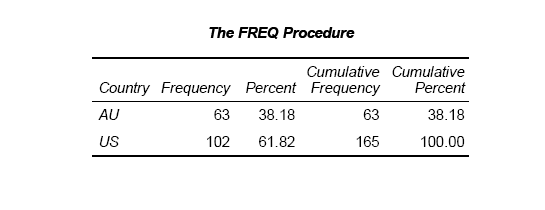 The FREQ Procedure
Cumulative Cumulative
Country Frequency Percent Frequency Percent
AU 63 38.18 63 38.18
US 102 61.82 165 100.00